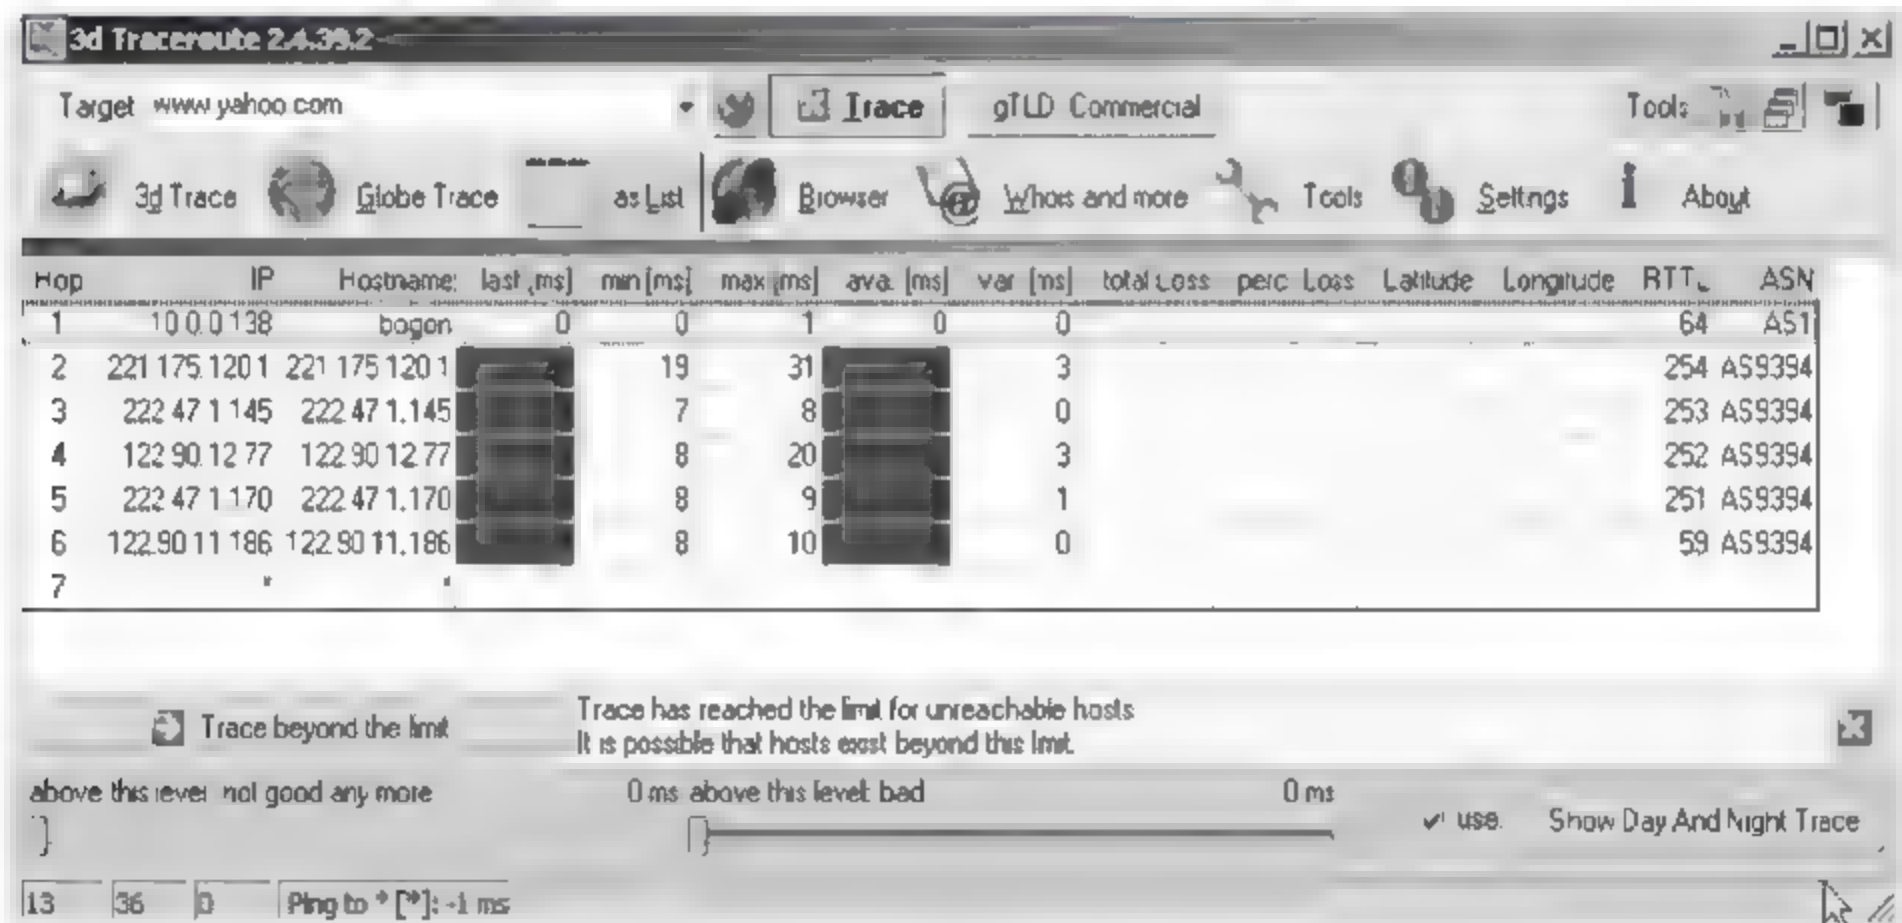 3d Traceroute 2.4.39.2
Target www.yahoo.com Trace gTLD Commercial Tools
3d Trace Globe Trace as List Browser Whois and more Tools Settings About
Hop IP Hostname: last [ms] min [ms] max [ms] ava. [ms] var [ms] total Loss perc. Loss Latitude Longitude ASN
1 10.0.0.138 bogon 0 0 1 0 0 64 AS1
2 221.175.120.1 221.175.120.1 19 31 3 254 AS9394
3 222.47.1.145 222.47.1.145 7 8 0 253 AS9394
4 122.90.12.77 122.90.12.77 8 20 3 252 AS9394
5 222.47.1.170 222.47.1.170 8 9 1 251 AS9394
6 122.90.11.186 122.90.11.186 8 10 0 59 AS9394
7 * *
Trace beyond the limit
Trace has reached the limit for unreachable hosts
It is possible that hosts exist beyond this limit.
above this level not good any more 0 ms above this level: bad 0 ms
use. Show Day And Night Trace
13 36 0 Ping to * [*]: -1 ms